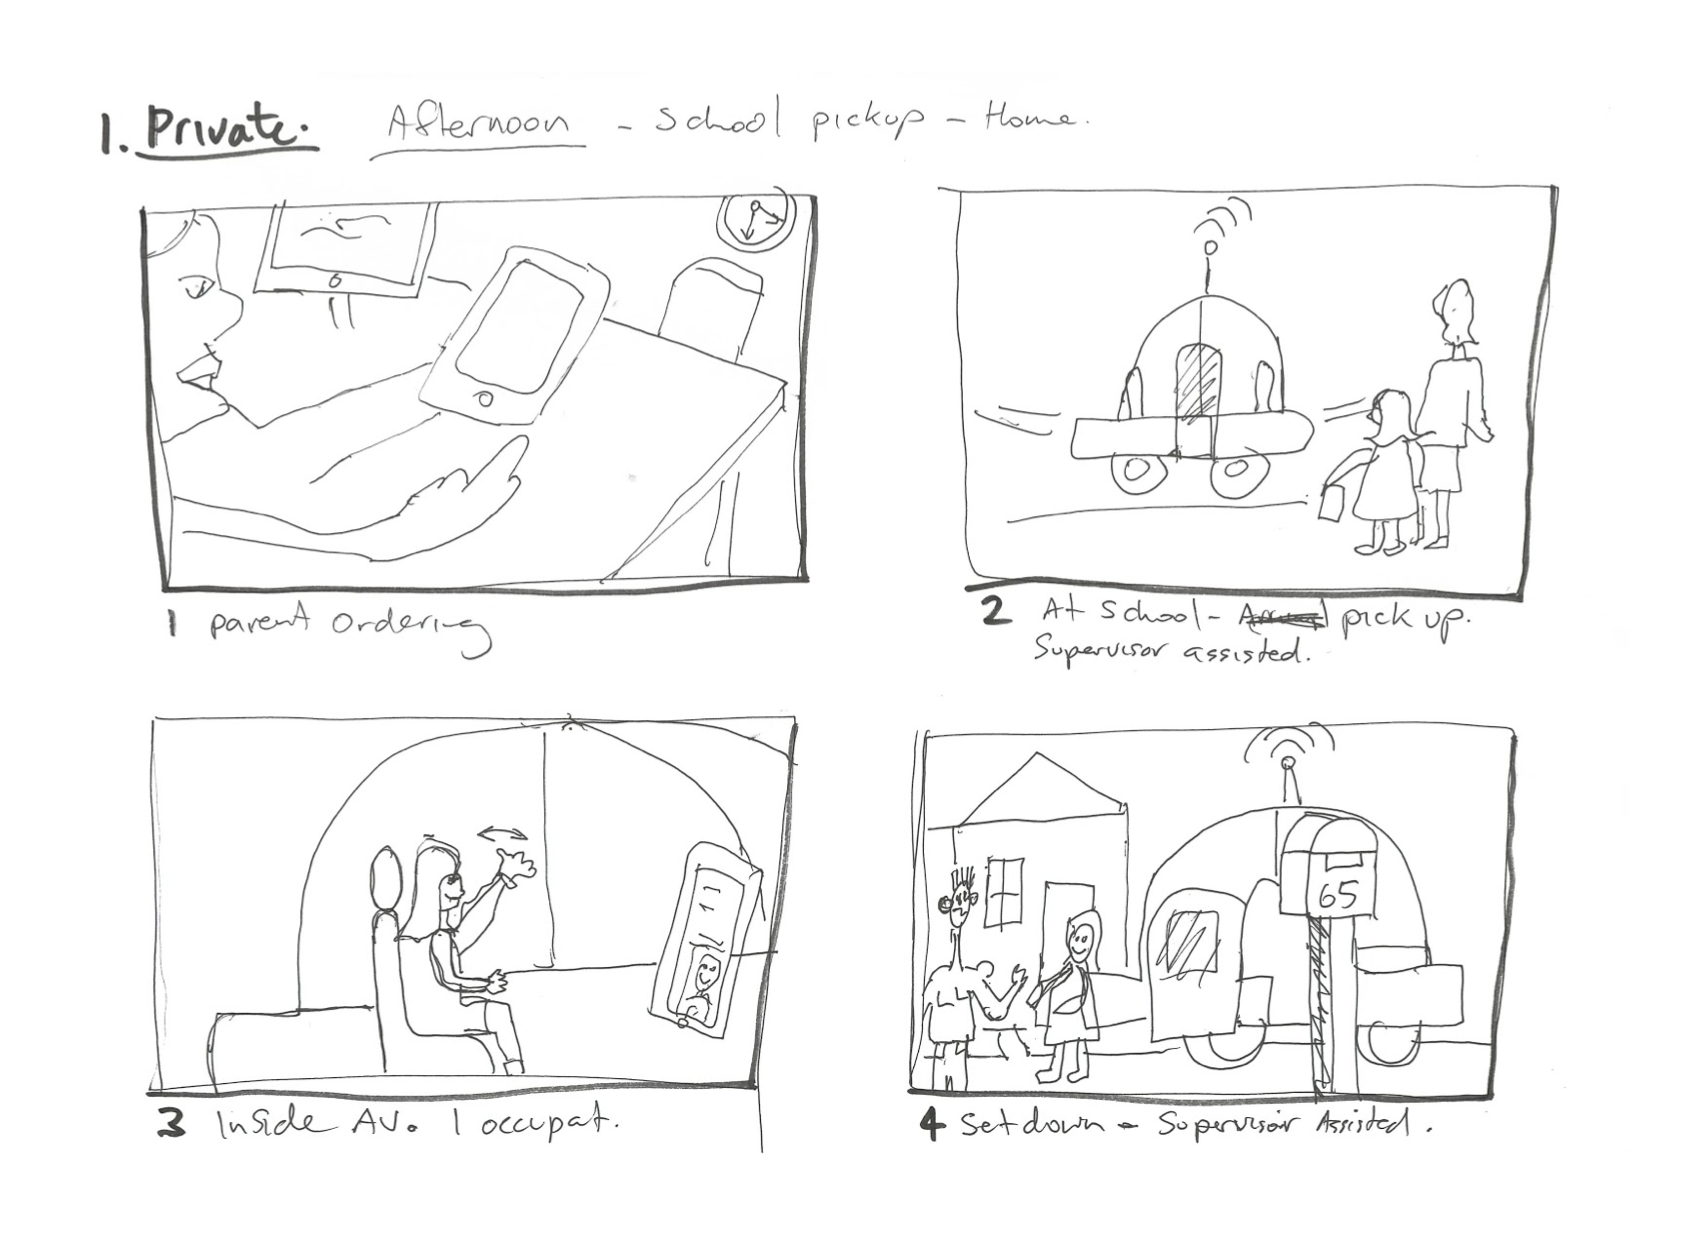 1. Private. Afternoon - School pickup - Home.
1 parent ordering
2 At School - pick up.
Supervisor assisted.
3 Inside AV. 1 occupat.
65
4 Set down - Supervisor Assisted.